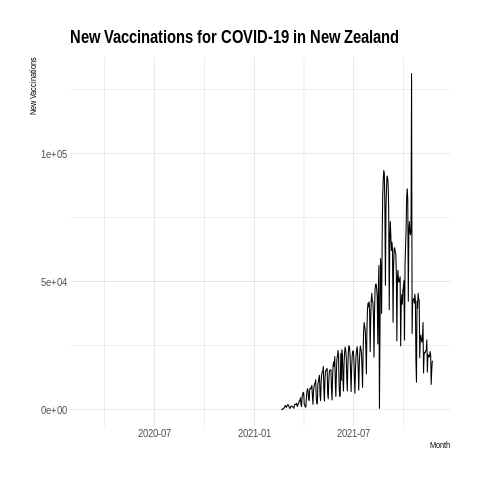 New Vaccinations for COVID-19 in New Zealand
New Vaccinations
1e+05
5e+04
0e+00
2020-07
2021-01
2021-07
Month